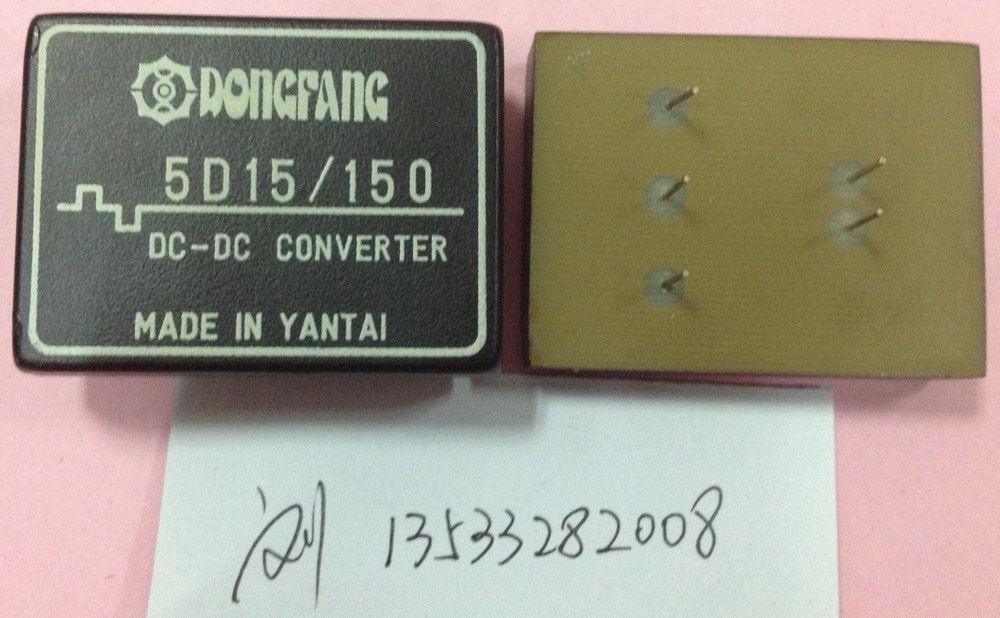 DONGFANG
5D15/150
DC-DC CONVERTER
MADE IN YANTAI
刘 13533282008